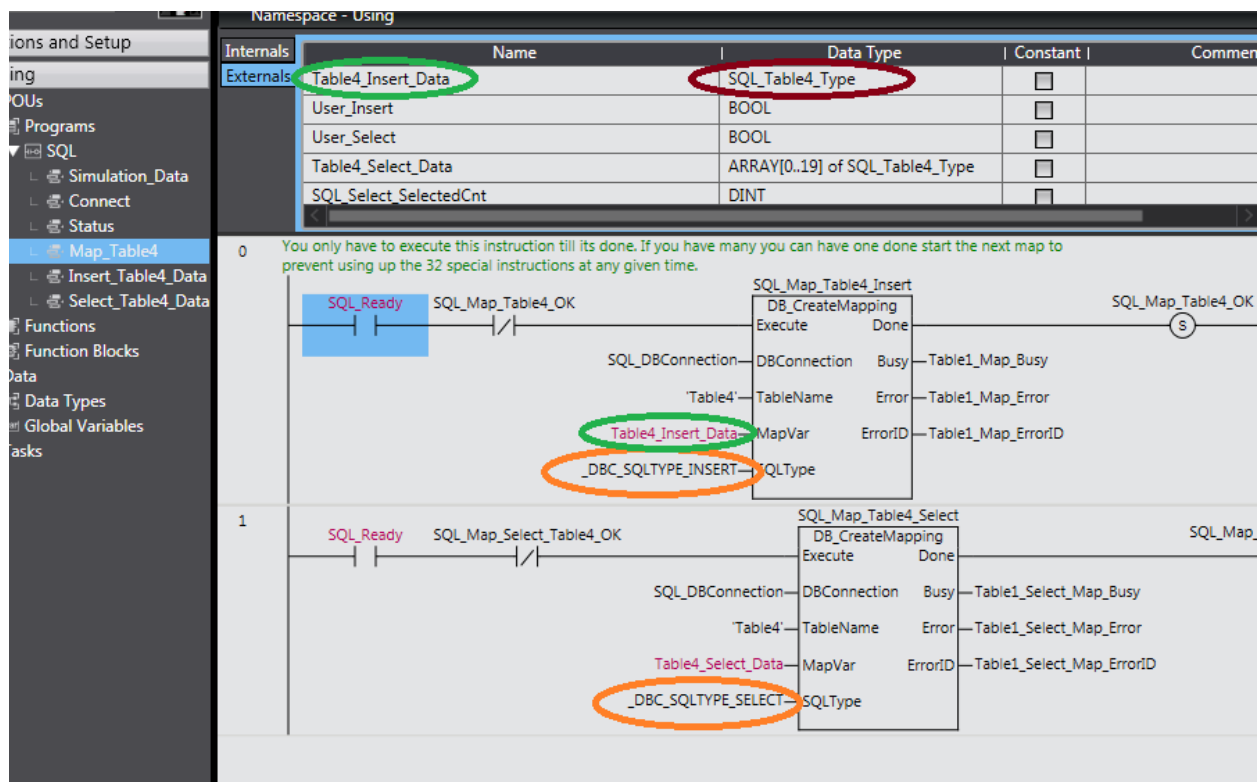 Namespace - Using
ions and Setup
ing
POUs
Programs
SQL
Simulation_Data
Connect
Status
Map_Table4
Insert_Table4_Data
Select_Table4_Data
Functions
Function Blocks
Data
Data Types
Global Variables
Tasks
Internals
Externals
Name | Data Type | Constant | Commen
Table4_Insert_Data SQL_Table4_Type
User_Insert BOOL
User_Select BOOL
Table4_Select_Data ARRAY[0..19] of SQL_Table4_Type
SQL_Select_SelectedCnt DINT
0 You only have to execute this instruction till its done. If you have many you can have one done start the next map to
prevent using up the 32 special instructions at any given time.
SQL_Map_Table4_Insert
SQL_Ready SQL_Map_Table4_OK DB_CreateMapping SQL_Map_Table4_OK
Execute Done S
SQL_DBConnection DBConnection Busy Table1_Map_Busy
'Table4' TableName Error Table1_Map_Error
Table4_Insert_Data MapVar ErrorID Table1_Map_ErrorID
_DBC_SQLTYPE_INSERT SQLType
1 SQL_Map_Table4_Select
SQL_Ready SQL_Map_Select_Table4_OK DB_CreateMapping SQL_Map_
Execute Done
SQL_DBConnection DBConnection Busy Table1_Select_Map_Busy
'Table4' TableName Error Table1_Select_Map_Error
Table4_Select_Data MapVar ErrorID Table1_Select_Map_ErrorID
_DBC_SQLTYPE_SELECT SQLType